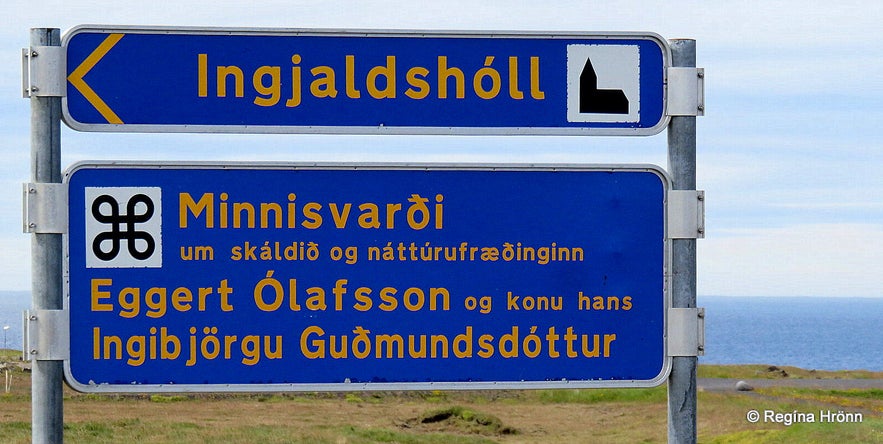 Ingjaldshóll
Minnisvarði
um skáldið og náttúrufræðinginn
Eggert Ólafsson og konu hans
Ingibjörgu Guðmundsdóttur
© Regína Hrönn